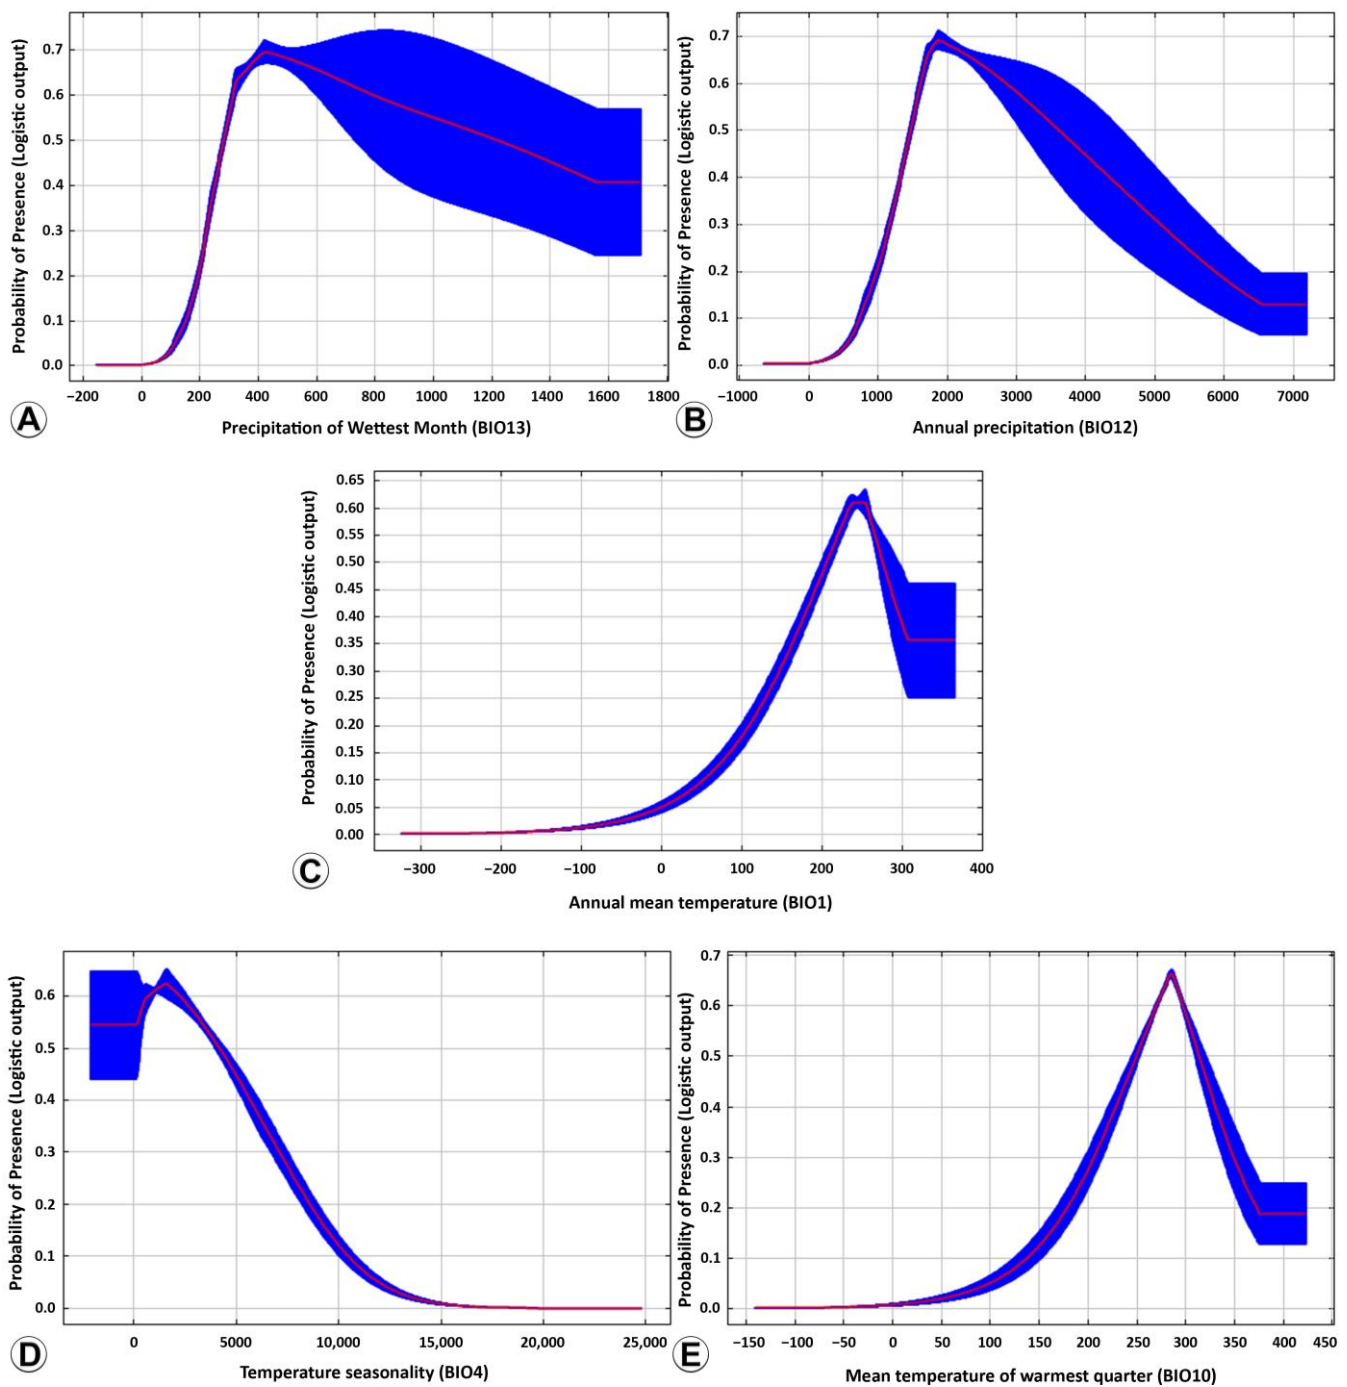 Probability of Presence (Logistic output)
0.7
0.6
0.5
0.4
0.3
0.2
0.1
0.0
−200 0 200 400 600 800 1000 1200 1400 1600 1800
Precipitation of Wettest Month (BIO13)
A
Probability of Presence (Logistic output)
0.7
0.6
0.5
0.4
0.3
0.2
0.1
0.0
−1000 0 1000 2000 3000 4000 5000 6000 7000
Annual precipitation (BIO12)
B
Probability of Presence (Logistic output)
0.65
0.60
0.55
0.50
0.45
0.40
0.35
0.30
0.25
0.20
0.15
0.10
0.05
0.00
−300 −200 −100 0 100 200 300 400
Annual mean temperature (BIO1)
C
Probability of Presence (Logistic output)
0.6
0.5
0.4
0.3
0.2
0.1
0.0
0 5000 10,000 15,000 20,000 25,000
Temperature seasonality (BIO4)
D
Probability of Presence (Logistic output)
0.7
0.6
0.5
0.4
0.3
0.2
0.1
0.0
−150 −100 −50 0 50 100 150 200 250 300 350 400 450
Mean temperature of warmest quarter (BIO10)
E